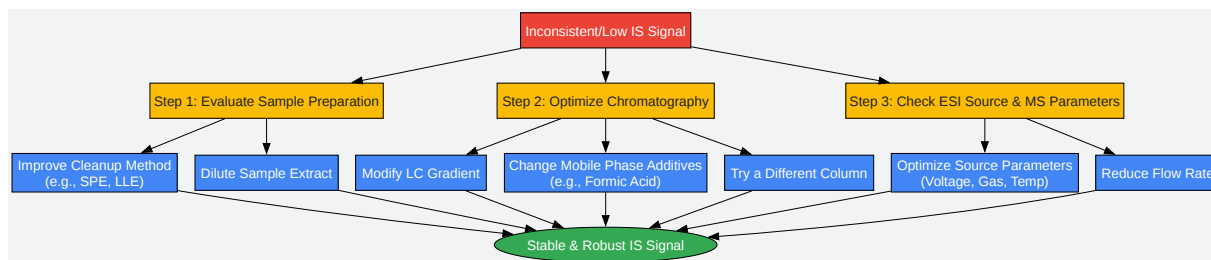 Inconsistent/Low IS Signal
Step 1: Evaluate Sample Preparation
Step 2: Optimize Chromatography
Step 3: Check ESI Source & MS Parameters
Improve Cleanup Method
(e.g., SPE, LLE)
Dilute Sample Extract
Modify LC Gradient
Change Mobile Phase Additives
(e.g., Formic Acid)
Try a Different Column
Optimize Source Parameters
(Voltage, Gas, Temp)
Reduce Flow Rate
Stable & Robust IS Signal